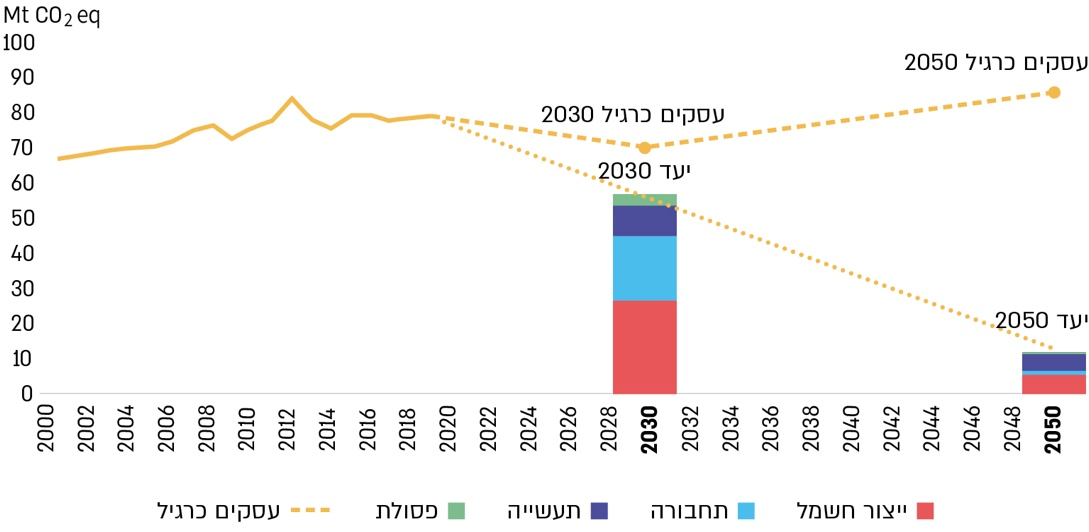 Mt CO₂ eq
100
90
80
70
60
50
40
30
20
10
0
עסקים כרגיל 2050
עסקים כרגיל 2030
יעד 2030
יעד 2050
2000 2002 2004 2006 2008 2010 2012 2014 2016 2018 2020 2022 2024 2026 2028 2030 2032 2034 2036 2038 2040 2042 2044 2046 2048 2050
ייצור חשמל תחבורה תעשייה פסולת עסקים כרגיל